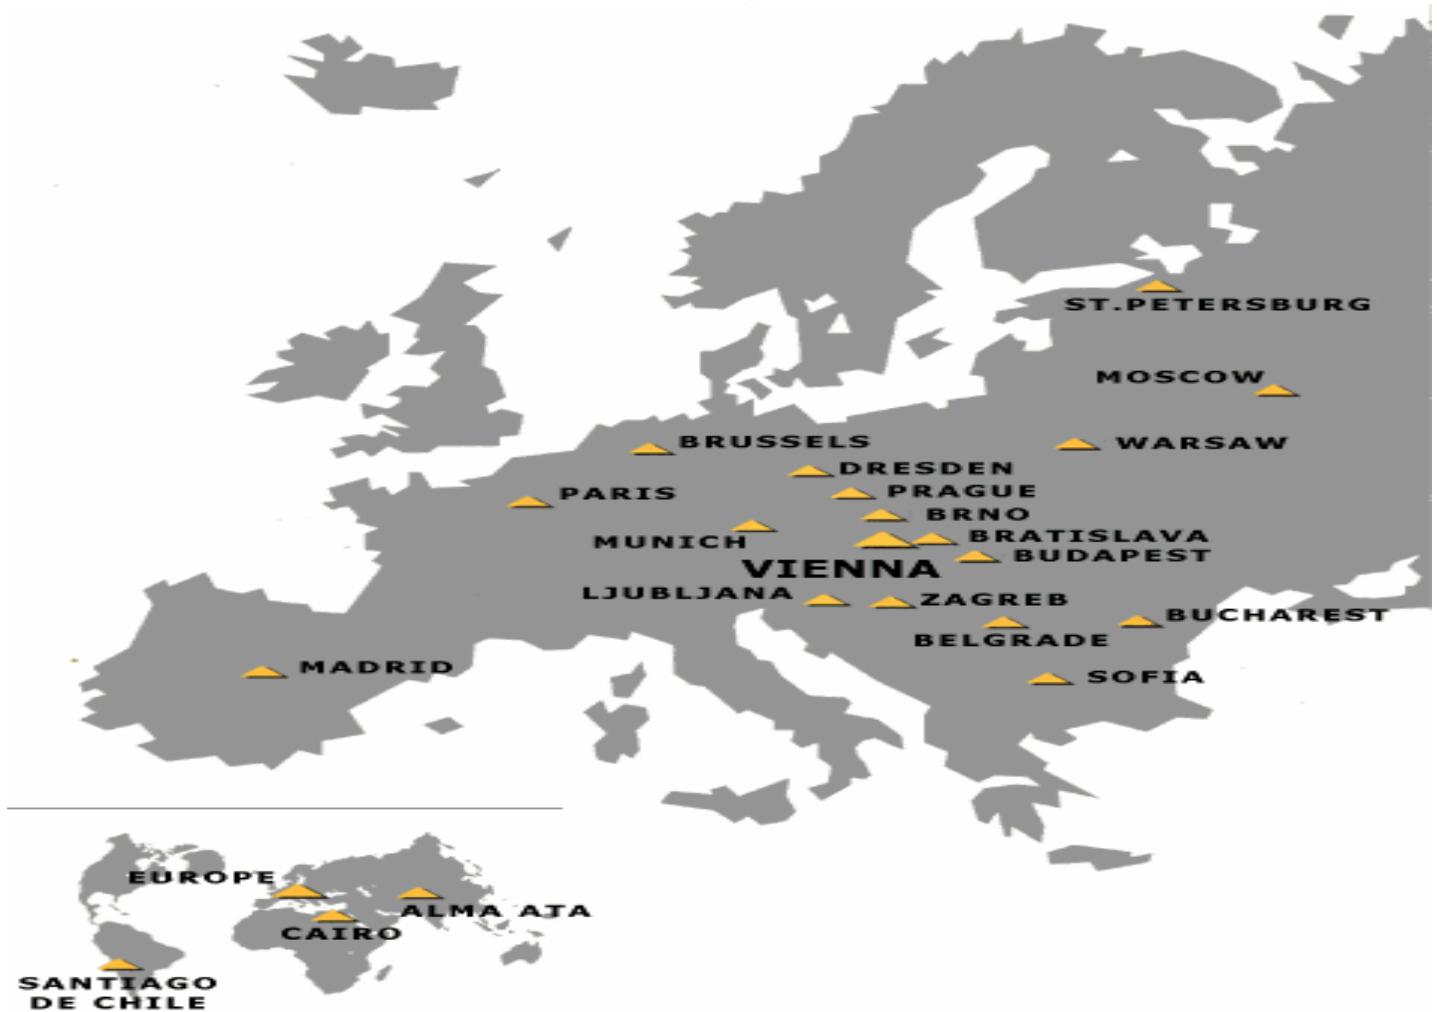 ST.PETERSBURG
MOSCOW
BRUSSELS
WARSAW
DRESDEN
PARIS
PRAGUE
BRNO
MUNICH
BRATISLAVA
BUDAPEST
VIENNA
LJUBLJANA
ZAGREB
BUCHAREST
BELGRADE
MADRID
SOFIA
EUROPE
ALMA ATA
CAIRO
SANTIAGO
DE CHILE